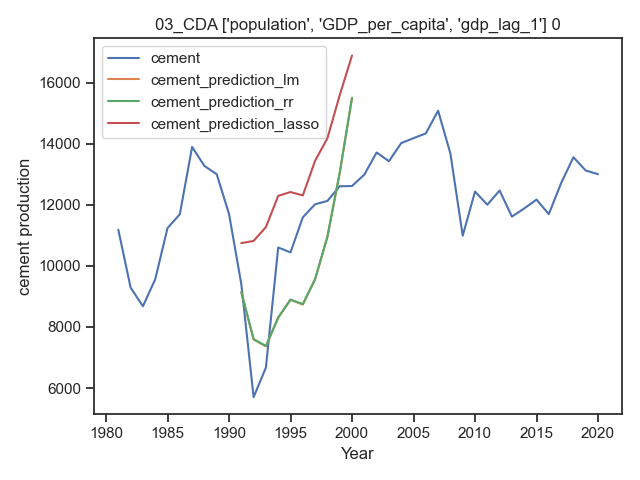 03_CDA ['population', 'GDP_per_capita', 'gdp_lag_1'] 0
cement
cement_prediction_lm
cement_prediction_rr
cement_prediction_lasso
cement production
16000
14000
12000
10000
8000
6000
1980
1985
1990
1995
2000
2005
2010
2015
2020
Year